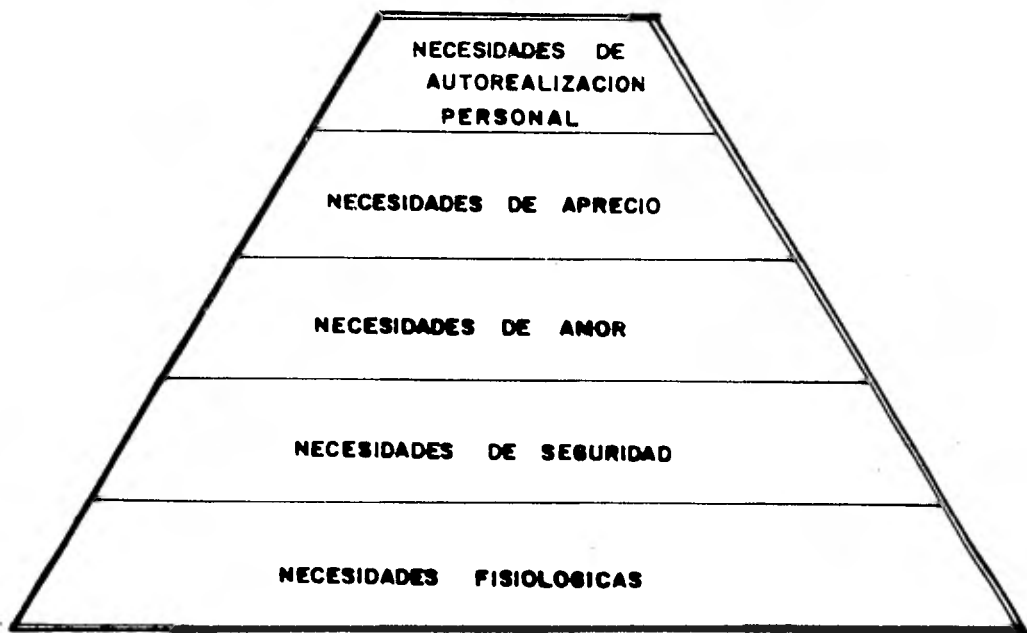 NECESIDADES DE
AUTOREALIZACION
PERSONAL
NECESIDADES DE APRECIO
NECESIDADES DE AMOR
NECESIDADES DE SEGURIDAD
NECESIDADES FISIOLOGICAS